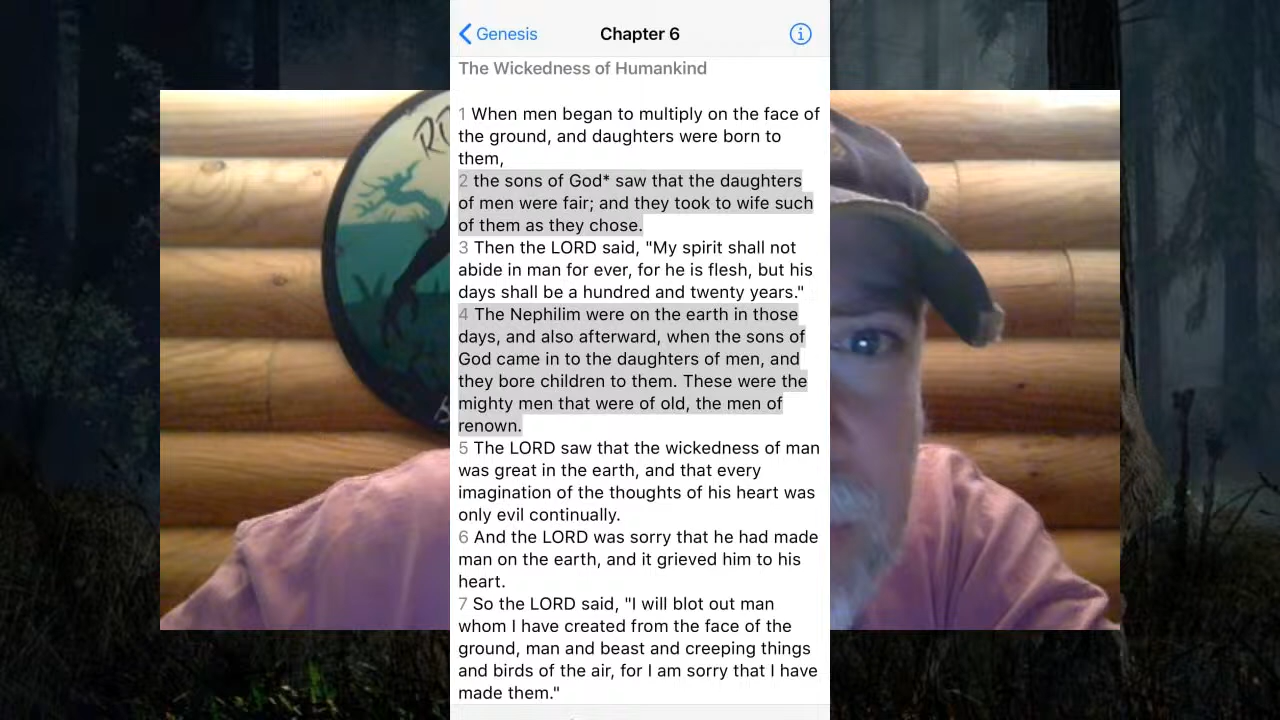 Genesis
Chapter 6
The Wickedness of Humankind
1 When men began to multiply on the face of
the ground, and daughters were born to
them,
2 the sons of God* saw that the daughters
of men were fair; and they took to wife such
of them as they chose.
3 Then the LORD said, "My spirit shall not
abide in man for ever, for he is flesh, but his
days shall be a hundred and twenty years."
4 The Nephilim were on the earth in those
days, and also afterward, when the sons of
God came in to the daughters of men, and
they bore children to them. These were the
mighty men that were of old, the men of
renown.
5 The LORD saw that the wickedness of man
was great in the earth, and that every
imagination of the thoughts of his heart was
only evil continually.
6 And the LORD was sorry that he had made
man on the earth, and it grieved him to his
heart.
7 So the LORD said, "I will blot out man
whom I have created from the face of the
ground, man and beast and creeping things
and birds of the air, for I am sorry that I have
made them."